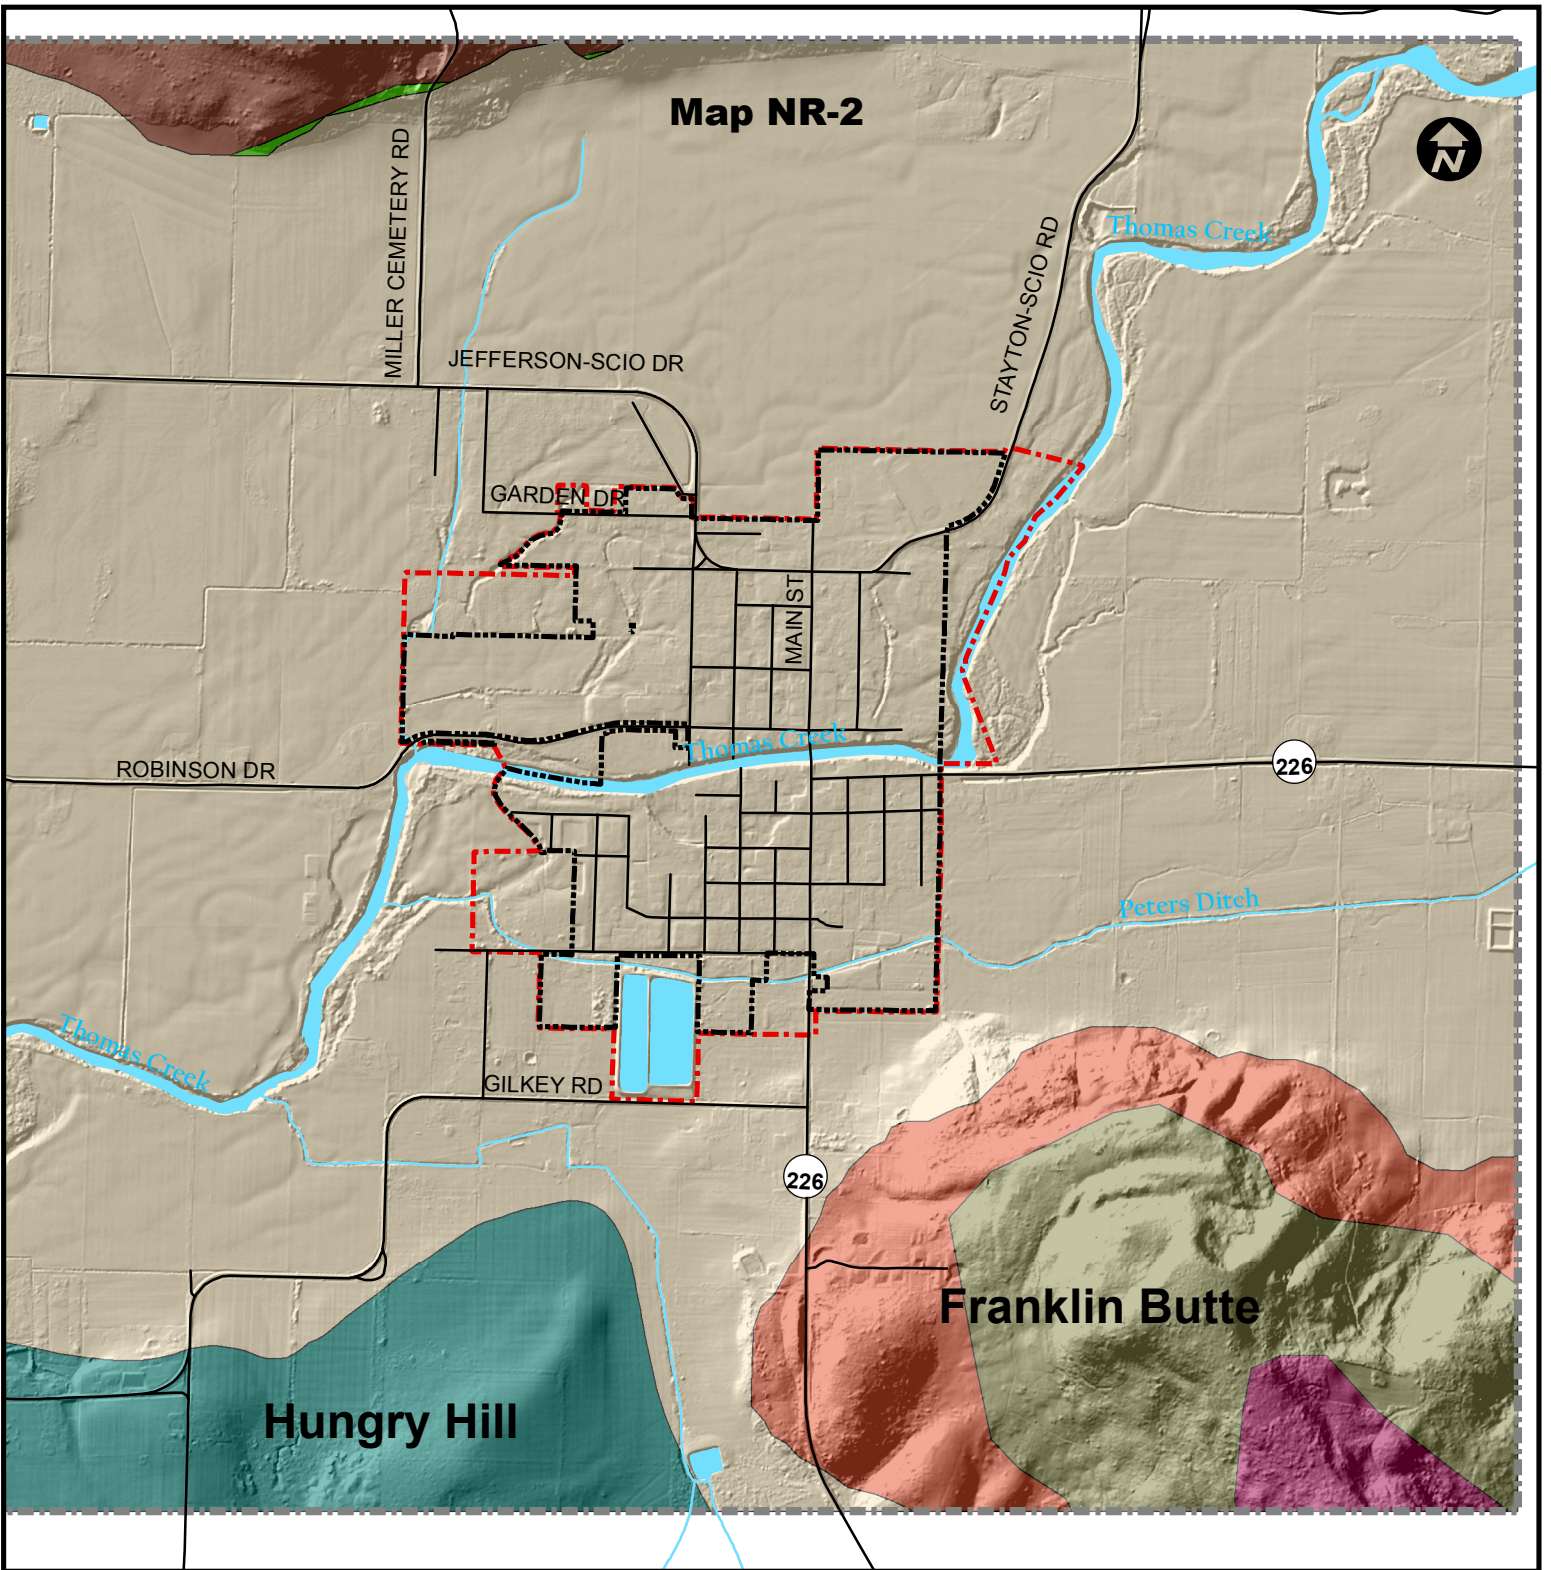 Map NR-2
N
MILLER CEMETERY RD
Thomas Creek
STAYTON-SCIO RD
JEFFERSON-SCIO DR
GARDEN DR
MAIN ST
Thomas Creek
ROBINSON DR
226
Peters Ditch
Thomas Creek
GILKEY RD
226
Franklin Butte
Hungry Hill